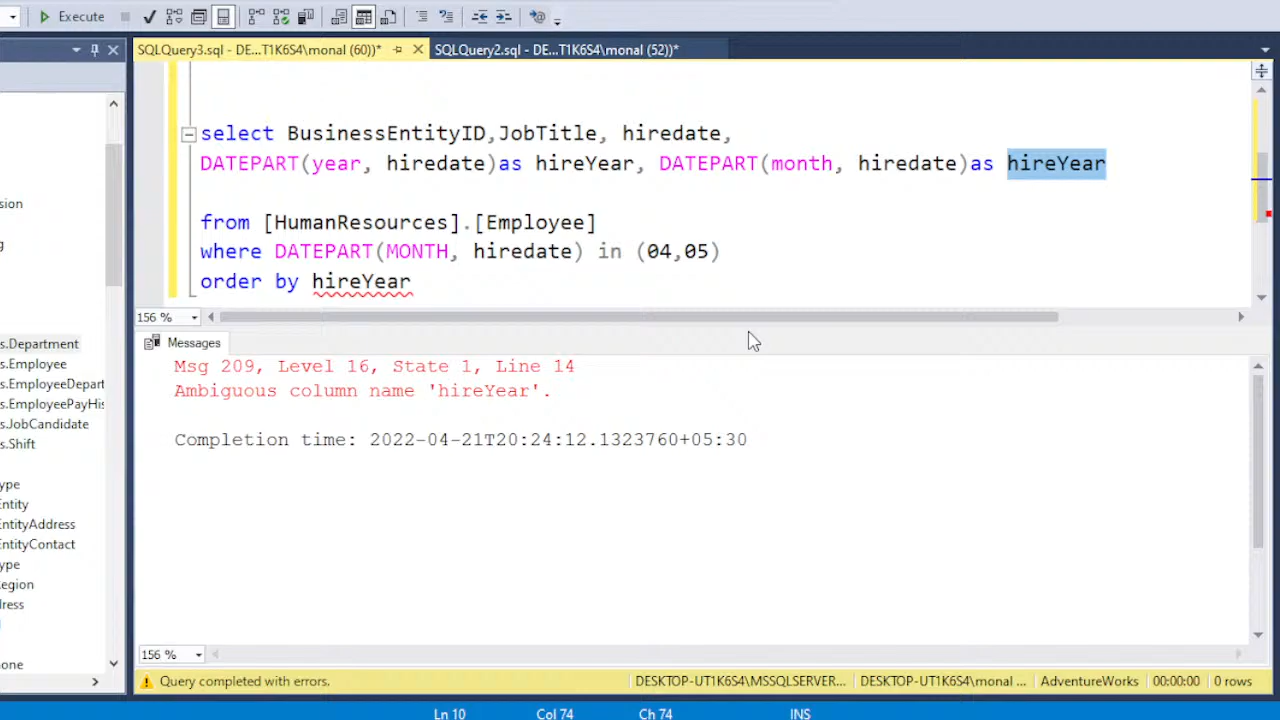 Execute
SQLQuery3.sql - DE...T1K6S4\monal (60))*
SQLQuery2.sql - DE...T1K6S4\monal (52))*
select BusinessEntityID,JobTitle, hiredate,
DATEPART(year, hiredate)as hireYear, DATEPART(month, hiredate)as hireYear
from [HumanResources].[Employee]
where DATEPART(MONTH, hiredate) in (04,05)
order by hireYear
156 %
Messages
Msg 209, Level 16, State 1, Line 14
Ambiguous column name 'hireYear'.
Completion time: 2022-04-21T20:24:12.1323760+05:30
sion
g
s.Department
s.Employee
s.EmployeeDepart
s.EmployeePayHis
s.JobCandidate
s.Shift
ype
Entity
EntityAddress
EntityContact
ype
Region
dress
one
156 %
Query completed with errors.
DESKTOP-UT1K6S4\MSSQLSERVER...
DESKTOP-UT1K6S4\monal ...
AdventureWorks
00:00:00
0 rows
Ln 10
Col 74
Ch 74
INS